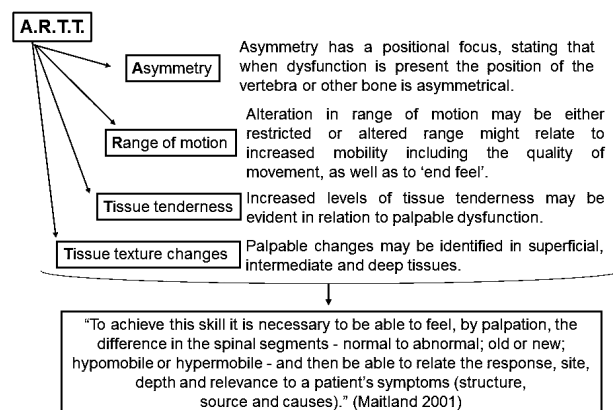 A.R.T.T.
Asymmetry
Asymmetry has a positional focus, stating that
when dysfunction is present the position of the
vertebra or other bone is asymmetrical.
Range of motion
Alteration in range of motion may be either
restricted or altered range might relate to
increased mobility including the quality of
movement, as well as to 'end feel'.
Tissue tenderness
Increased levels of tissue tenderness may be
evident in relation to palpable dysfunction.
Tissue texture changes
Palpable changes may be identified in superficial,
intermediate and deep tissues.
"To achieve this skill it is necessary to be able to feel, by palpation, the
difference in the spinal segments - normal to abnormal; old or new;
hypomobile or hypermobile - and then be able to relate the response, site,
depth and relevance to a patient's symptoms (structure,
source and causes)." (Maitland 2001)